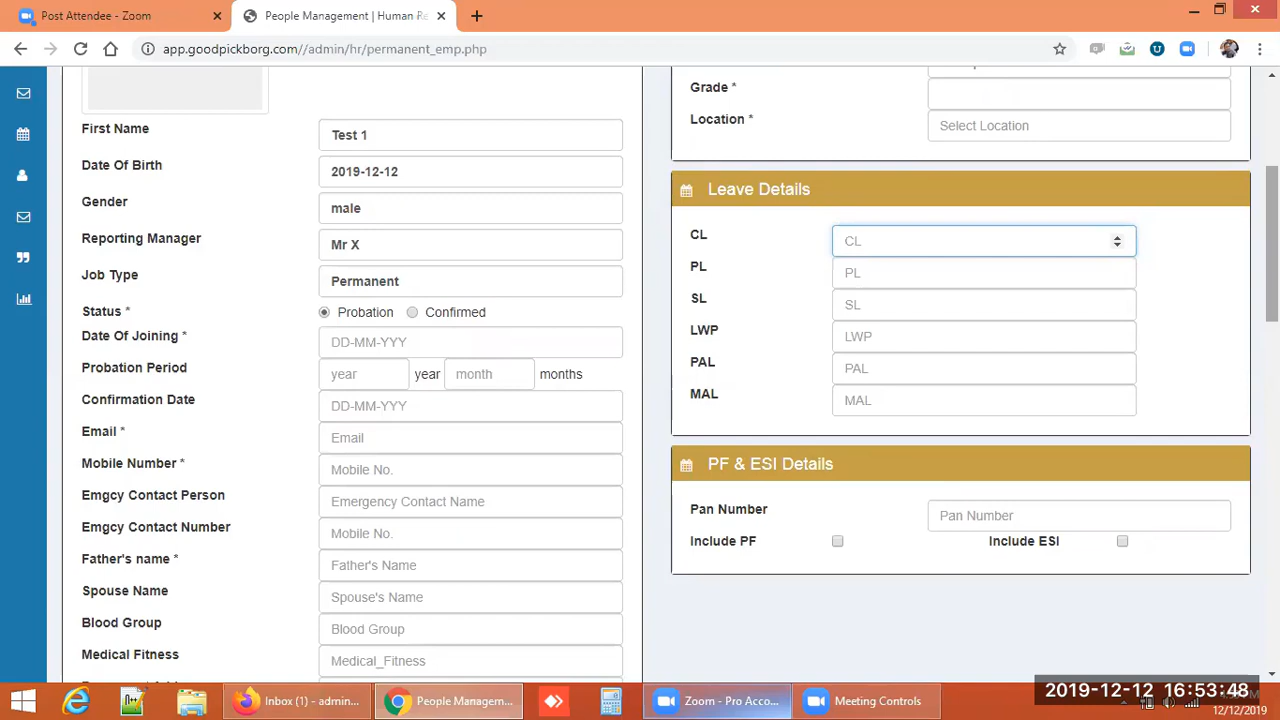 Post Attendee - Zoom
People Management | Human Re
app.goodpickborg.com//admin/hr/permanent_emp.php
First Name
Test 1
Date Of Birth
2019-12-12
Gender
male
Reporting Manager
Mr X
Job Type
Permanent
Status *
Probation
Confirmed
Date Of Joining *
DD-MM-YYY
Probation Period
year
year
month
months
Confirmation Date
DD-MM-YYY
Email *
Email
Mobile Number *
Mobile No.
Emgcy Contact Person
Emergency Contact Name
Emgcy Contact Number
Mobile No.
Father's name *
Father's Name
Spouse Name
Spouse's Name
Blood Group
Blood Group
Medical Fitness
Medical_Fitness
Grade *
Location *
Select Location
Leave Details
CL
CL
PL
PL
SL
SL
LWP
LWP
PAL
PAL
MAL
MAL
PF & ESI Details
Pan Number
Pan Number
Include PF
Include ESI
Inbox (1) - admin...
People Managem...
Zoom - Pro Acco...
Meeting Controls
2019-12-12 16:53:48
12/12/2019